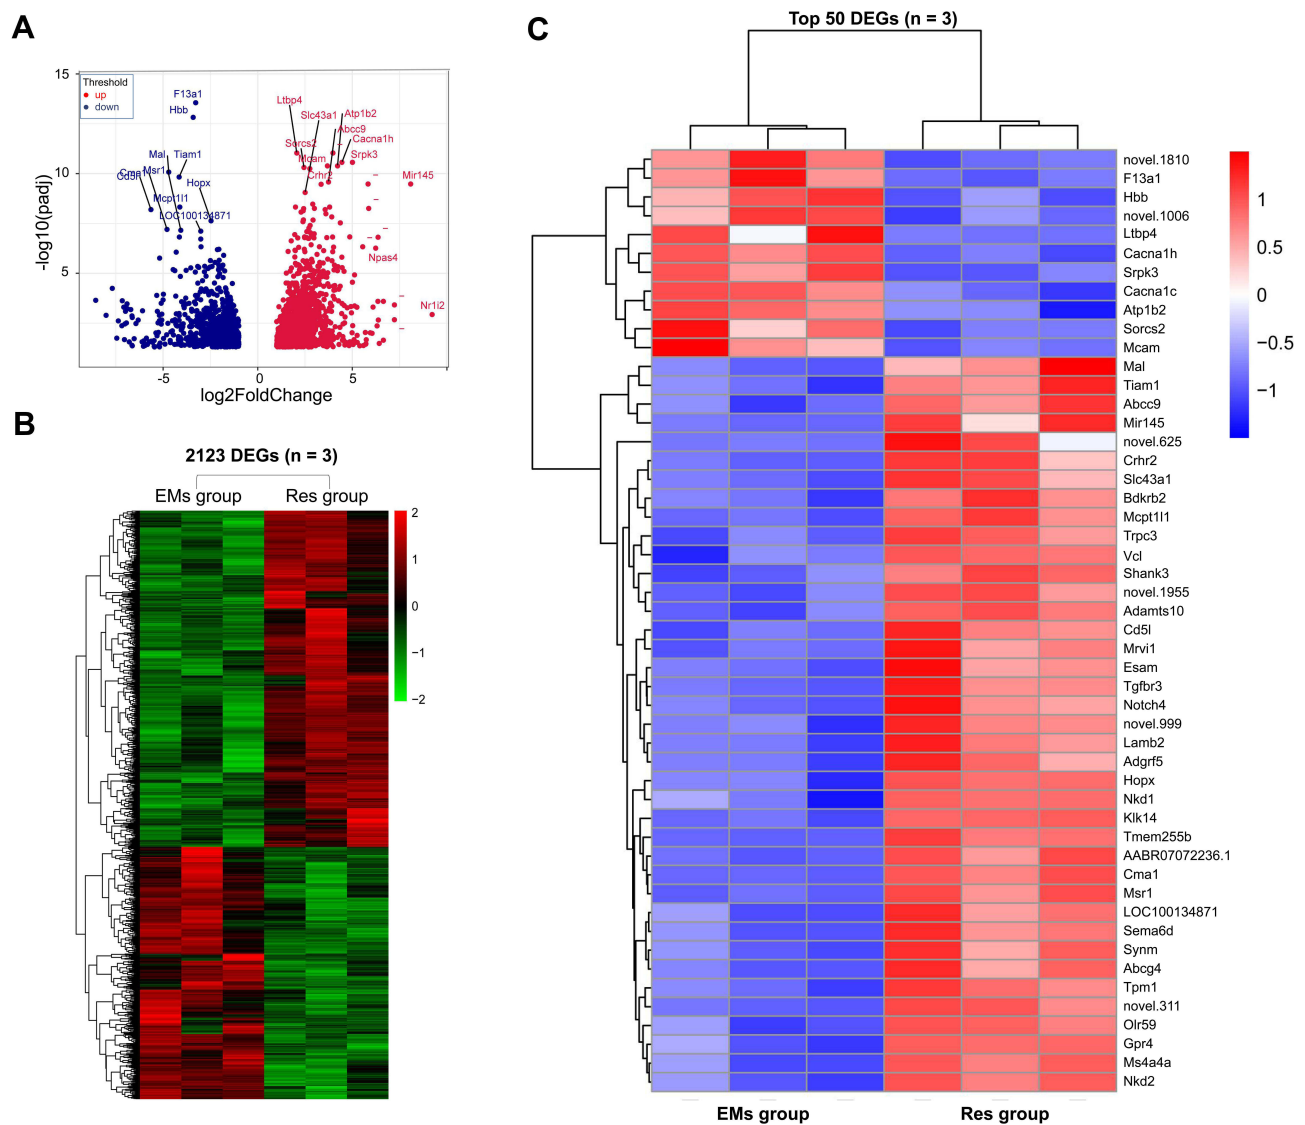 A
15
10
5
-log10(padj)
Threshold
up
down
F13a1
Hbb
Mal
Tiam1
Msr1
Cd5l
Hopx
Mcpt1l1
LOC100134871
Ltbp4
Slc43a1
Atp1b2
Abcc9
Cacna1h
Sorcs2
Mcam
Srpk3
Crhr2
Mir145
Npas4
Nr1i2
-5
0
5
log2FoldChange
B
2123 DEGs (n = 3)
EMs group
Res group
2
1
0
−1
−2
C
Top 50 DEGs (n = 3)
novel.1810
F13a1
Hbb
novel.1006
Ltbp4
Cacna1h
Srpk3
Cacna1c
Atp1b2
Sorcs2
Mcam
Mal
Tiam1
Abcc9
Mir145
novel.625
Crhr2
Slc43a1
Bdkrb2
Mcpt1l1
Trpc3
Vcl
Shank3
novel.1955
Adamts10
Cd5l
Mrvi1
Esam
Tgfbr3
Notch4
novel.999
Lamb2
Adgrf5
Hopx
Nkd1
Klk14
Tmem255b
AABR07072236.1
Cma1
Msr1
LOC100134871
Sema6d
Synm
Abcg4
Tpm1
novel.311
Olr59
Gpr4
Ms4a4a
Nkd2
1
0.5
0
−0.5
−1
EMs group
Res group